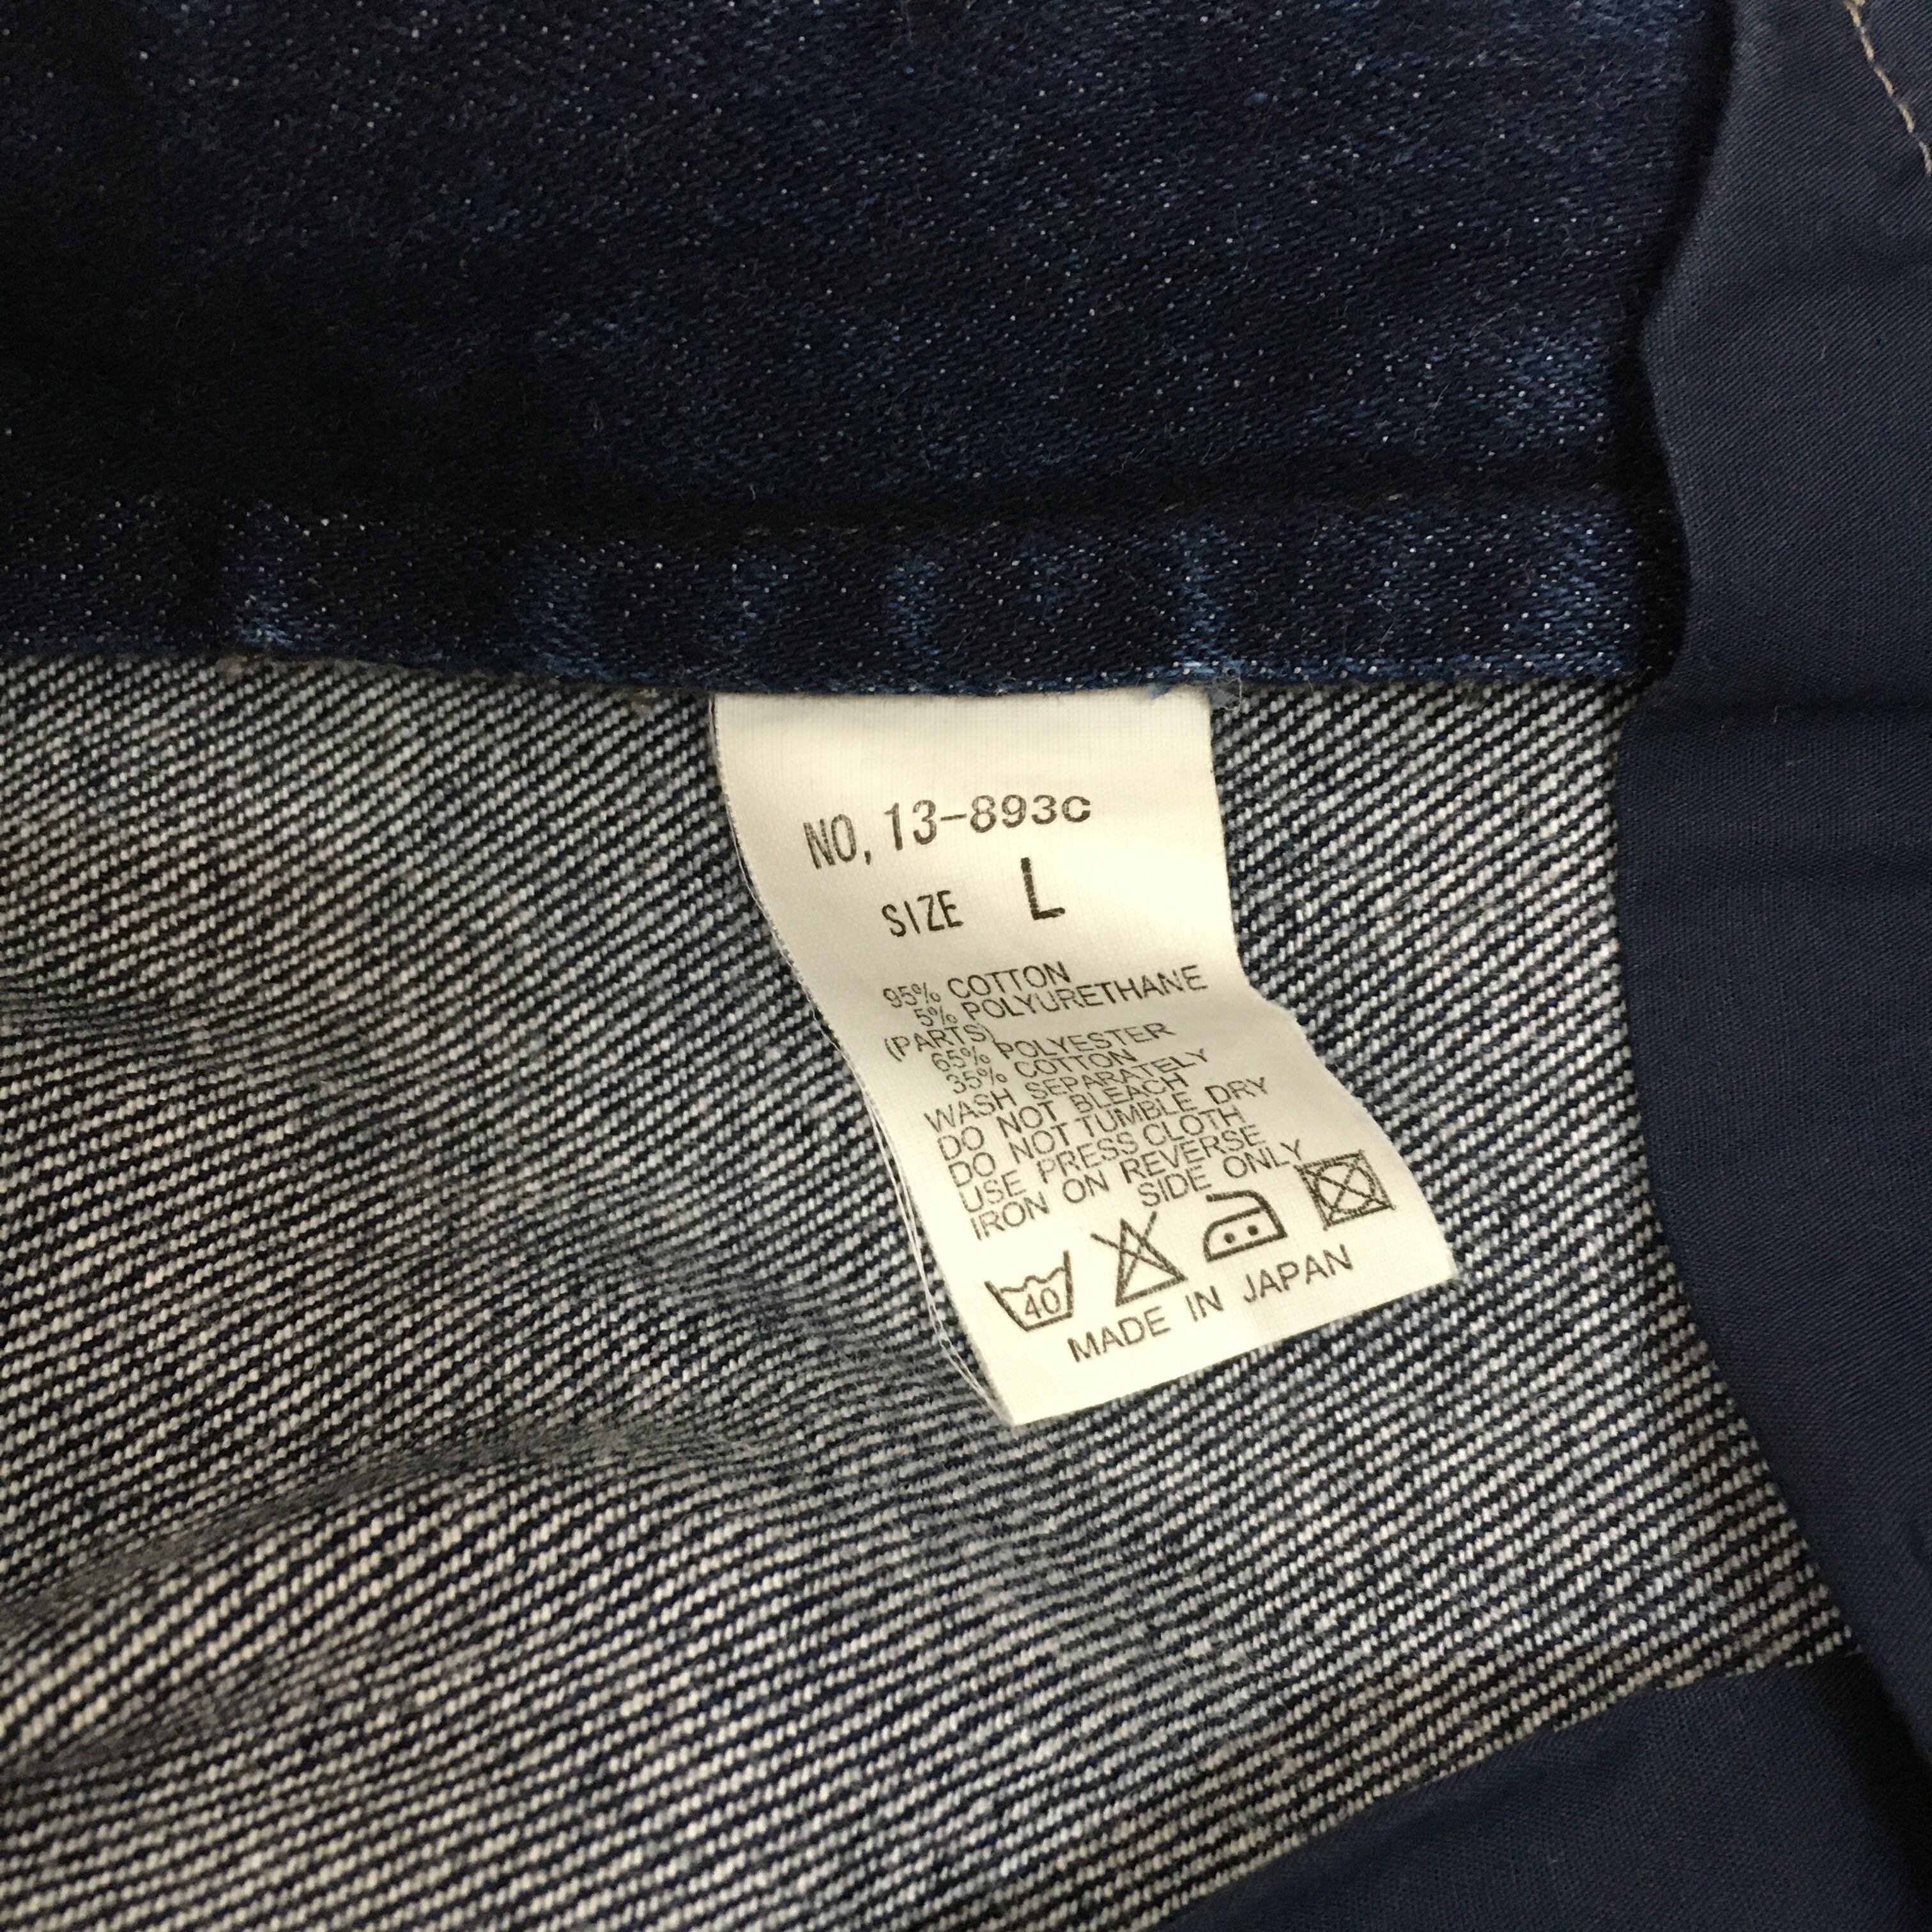 NO, 13-893c
SIZE L
95% COTTON
5% POLYURETHANE
(PARTS)
65% POLYESTER
35% COTTON
WASH SEPARATELY
DO NOT BLEACH
DO NOT TUMBLE DRY
USE PRESS CLOTH
IRON ON REVERSE
SIDE ONLY
40
MADE IN JAPAN